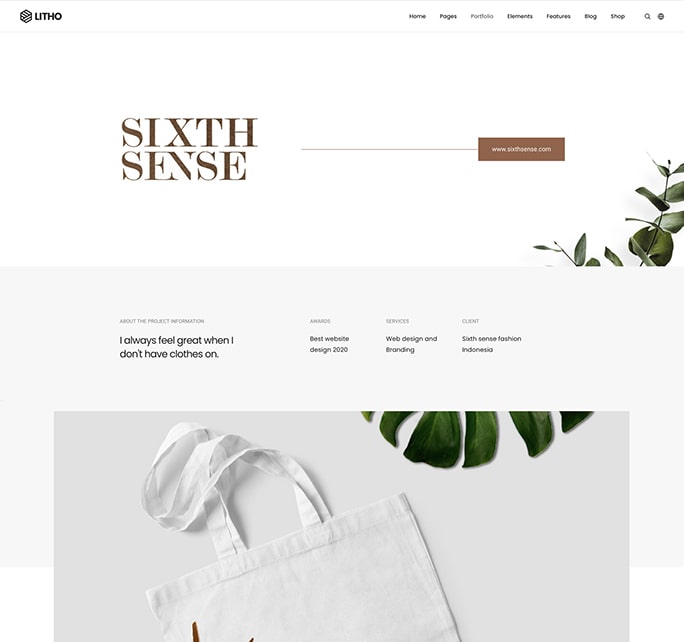 LITHO
Home Pages Portfolio Elements Features Blog Shop
SIXTH
SENSE
www.sixthsense.com
ABOUT THE PROJECT INFORMATION
I always feel great when I
don't have clothes on.
AWARDS
Best website
design 2020
SERVICES
Web design and
Branding
CLIENT
Sixth sense fashion
Indonesia